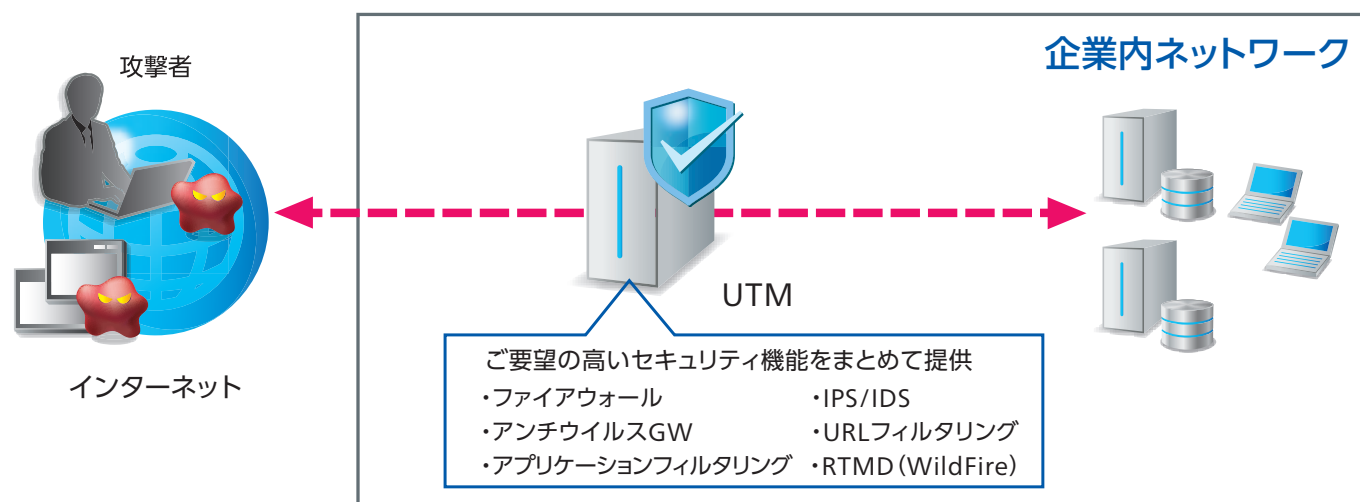 企業内ネットワーク
攻撃者
インターネット
UTM
ご要望の高いセキュリティ機能をまとめて提供
・ファイアウォール
・IPS/IDS
・アンチウイルスGW
・URLフィルタリング
・アプリケーションフィルタリング
・RTMD（WildFire）